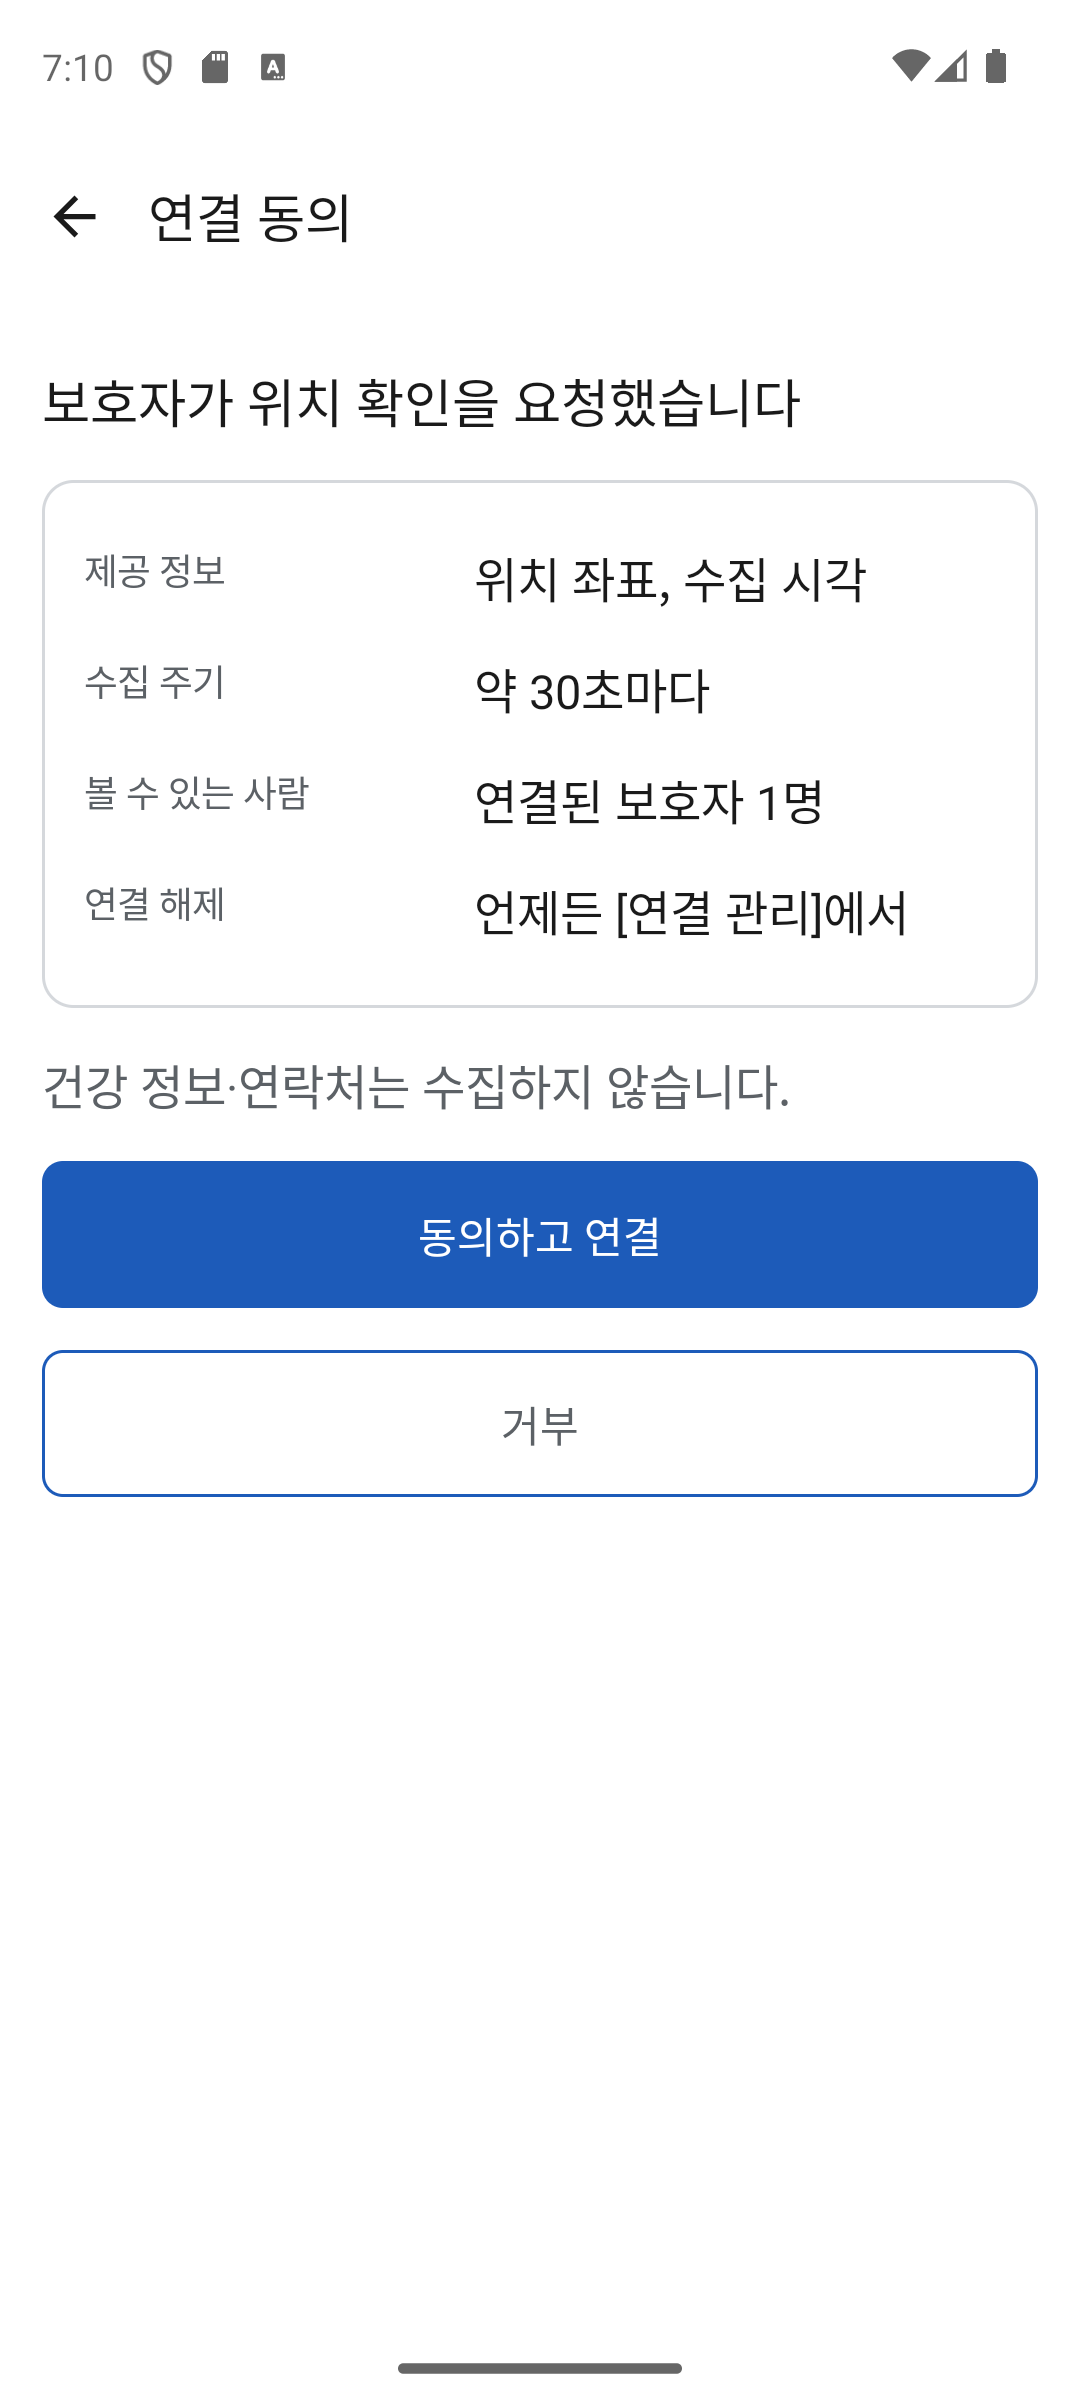 7:10
연결 동의
보호자가 위치 확인을 요청했습니다
제공 정보 위치 좌표, 수집 시각
수집 주기 약 30초마다
볼 수 있는 사람 연결된 보호자 1명
연결 해제 언제든 [연결 관리]에서
건강 정보·연락처는 수집하지 않습니다.
동의하고 연결
거부